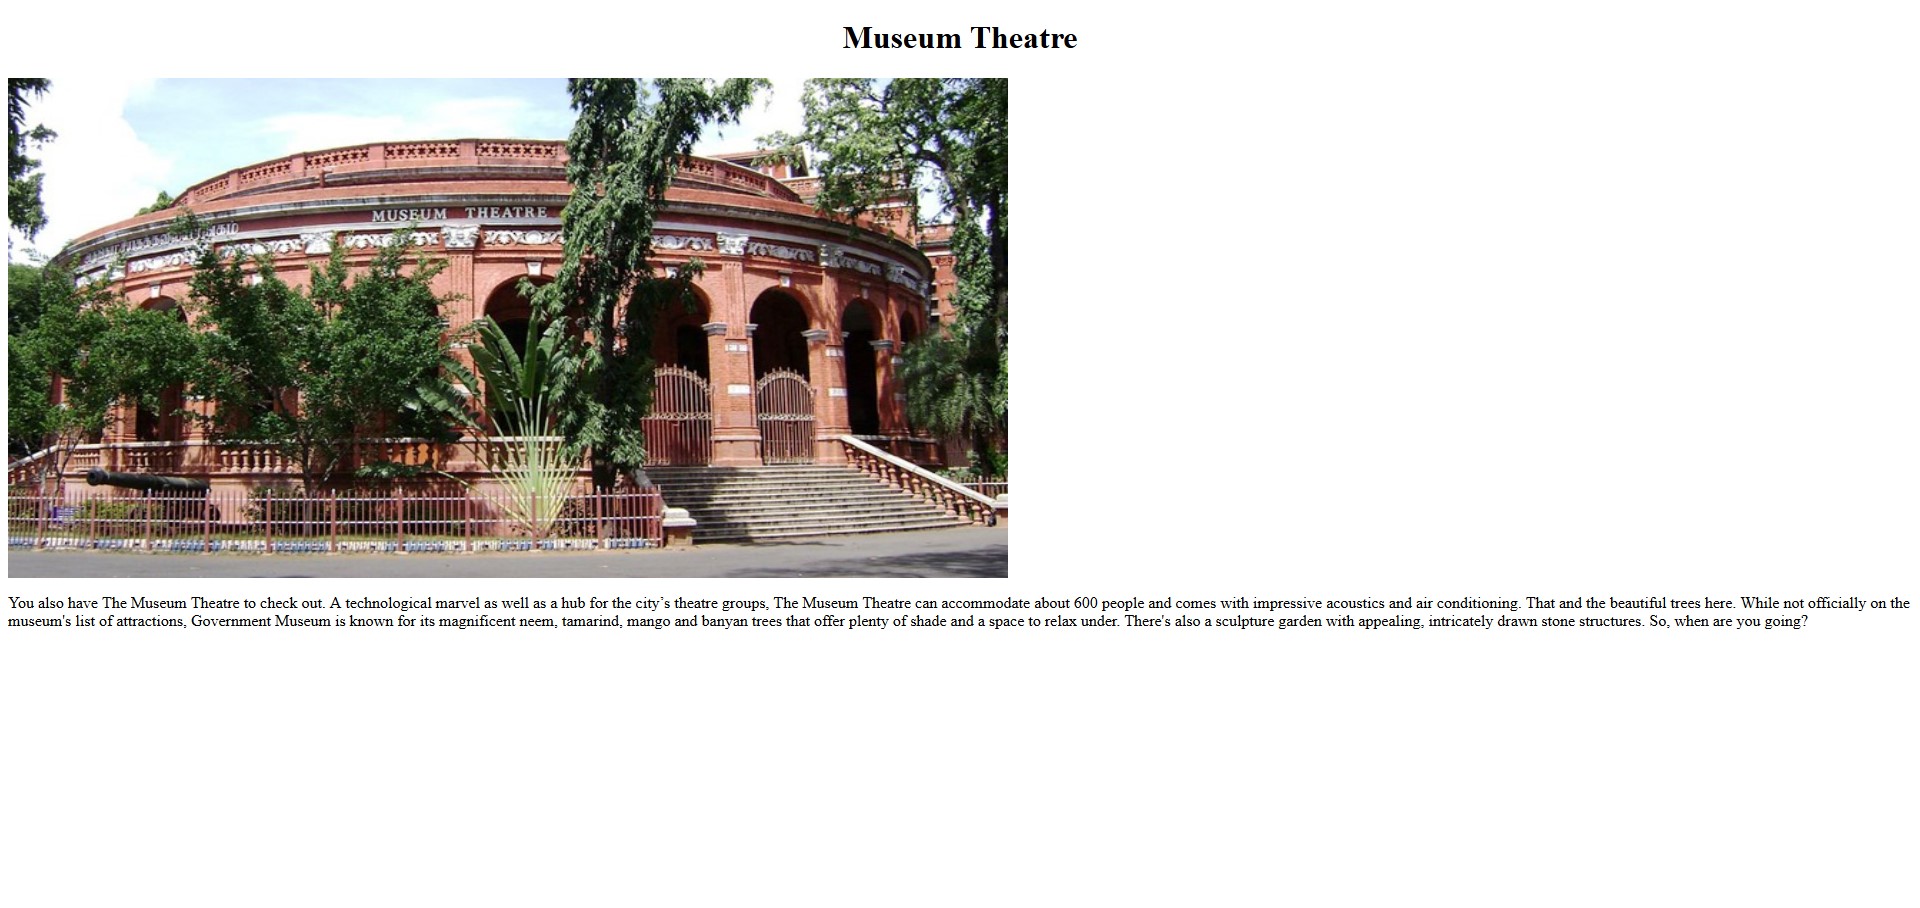 Museum Theatre
MUSEUM THEATRE
You also have The Museum Theatre to check out. A technological marvel as well as a hub for the city’s theatre groups, The Museum Theatre can accommodate about 600 people and comes with impressive acoustics and air conditioning. That and the beautiful trees here. While not officially on the
museum's list of attractions, Government Museum is known for its magnificent neem, tamarind, mango and banyan trees that offer plenty of shade and a space to relax under. There's also a sculpture garden with appealing, intricately drawn stone structures. So, when are you going?